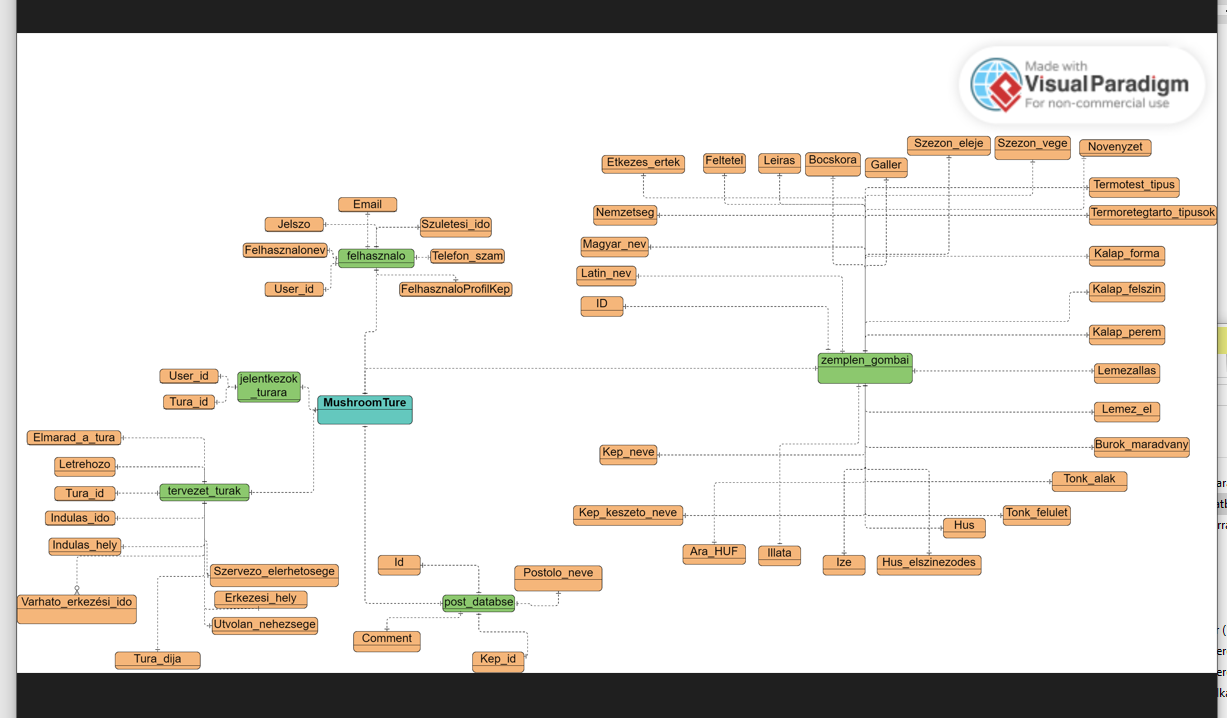 Made with
Visual Paradigm
For non-commercial use
Szezon_eleje
Szezon_vege
Novenyzet
Etkezes_ertek
Feltetel
Leiras
Bocskora
Galler
Termotest_tipus
Email
Nemzetseg
Termoretegtarto_tipusok
Jelszo
Szuletesi_ido
Magyar_nev
Felhasznalonev
felhasznalo
Telefon_szam
Kalap_forma
Latin_nev
User_id
FelhasznaloProfilKep
Kalap_felszin
ID
Kalap_perem
zemplen_gombai
User_id
jelentkezok
_turara
Lemezallas
Tura_id
MushroomTure
Lemez_el
Elmarad_a_tura
Burok_maradvany
Kep_neve
Letrehozo
Tonk_alak
Tura_id
tervezet_turak
Kep_keszeto_neve
Tonk_felulet
Indulas_ido
Hus
Indulas_hely
Ara_HUF
Illata
Ize
Hus_elszinezodes
Id
Szervezo_elerhetosege
Postolo_neve
Varhato_erkezési_ido
Erkezesi_hely
post_databse
Utvolan_nehezsege
Comment
Tura_dija
Kep_id